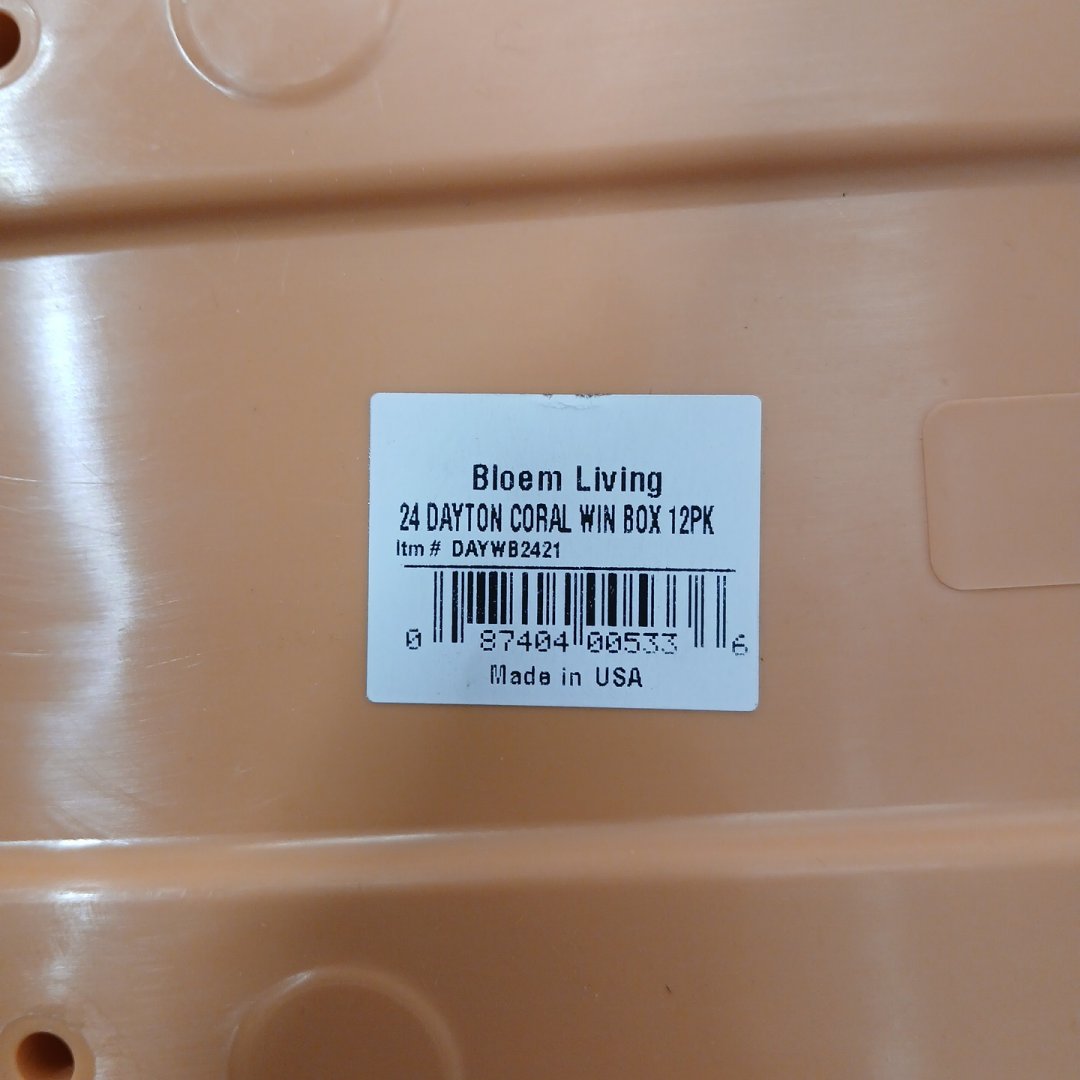 Bloem Living
24 DAYTON CORAL WIN BOX 12PK
Itm # DAYWB2421
0 87404 00533 6
Made in USA